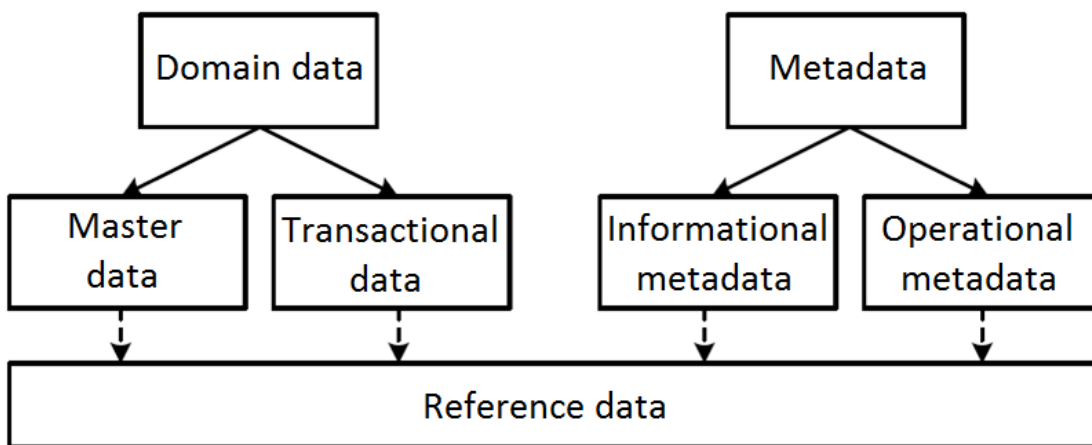 Domain data
Metadata
Master
data
Transactional
data
Informational
metadata
Operational
metadata
Reference data